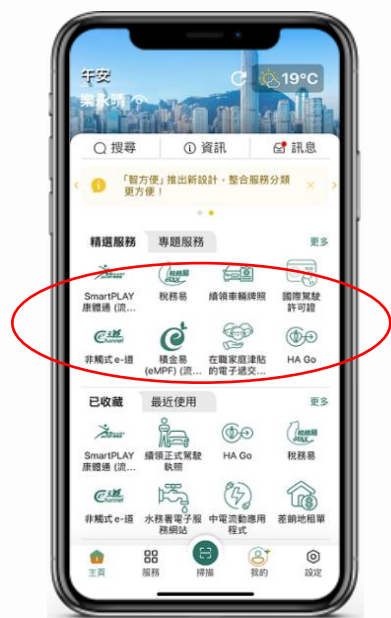 午安
19°C
樂永晴
搜尋
資訊
訊息
「智方便」推出新設計，整合服務分類
更方便！
精選服務
專題服務
更多
SmartPLAY
康體通 (流...
稅務易
續領車輛牌照
國際駕駛
許可證
非觸式 e-道
積金易
(eMPF) (流...
在職家庭津貼
的電子遞交...
HA Go
已收藏
最近使用
更多
SmartPLAY
康體通 (流...
續領正式駕駛
執照
HA Go
稅務易
非觸式 e-道
水務署電子服
務網站
中電流動應用
程式
差餉地租單
主頁
服務
掃描
我的
設定